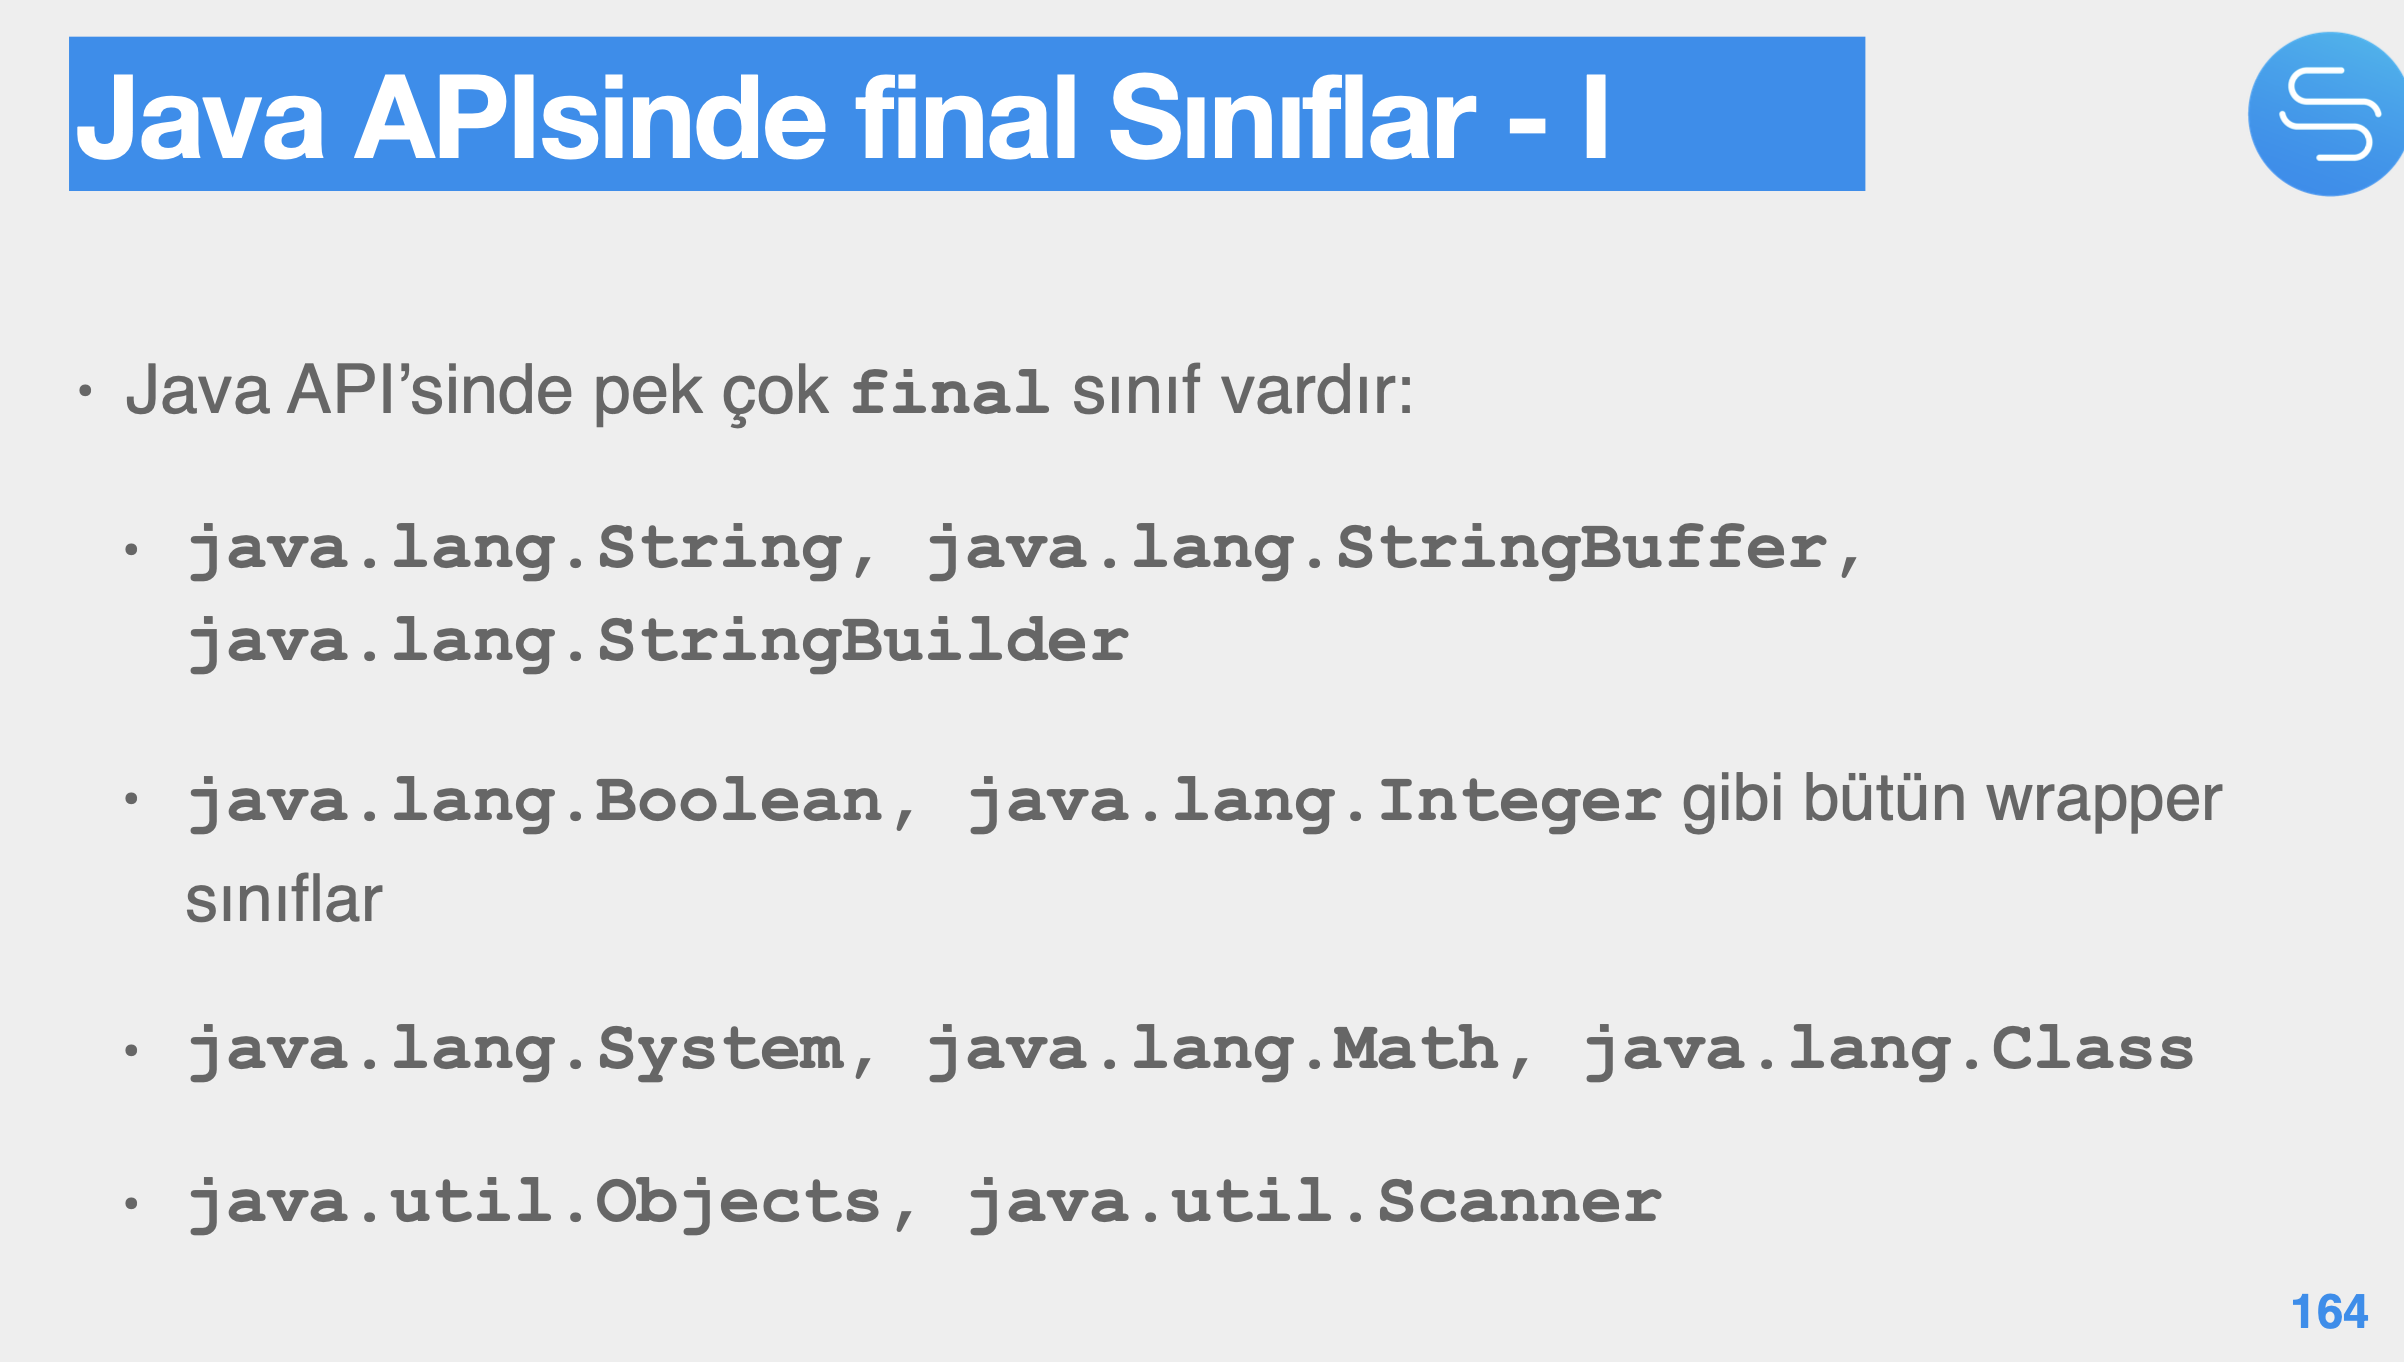 Java APIsinde final Sınıflar - I
• Java API’sinde pek çok final sınıf vardır:
• java.lang.String, java.lang.StringBuffer,
java.lang.StringBuilder
• java.lang.Boolean, java.lang.Integer gibi bütün wrapper
sınıflar
• java.lang.System, java.lang.Math, java.lang.Class
• java.util.Objects, java.util.Scanner
164